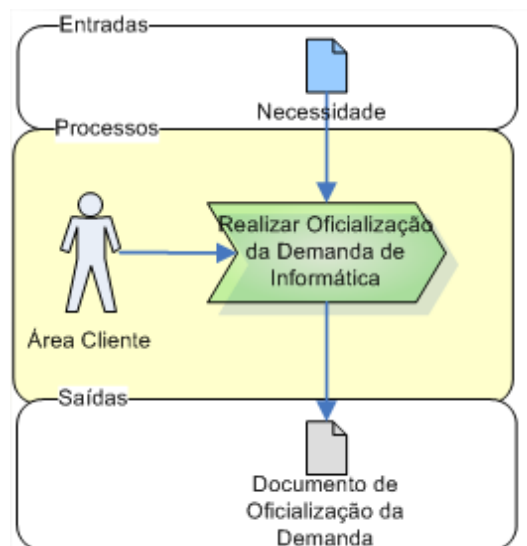 Entradas
Necessidade
Processos
Realizar Oficialização
da Demanda de
Informática
Área Cliente
Saídas
Documento de
Oficialização da
Demanda